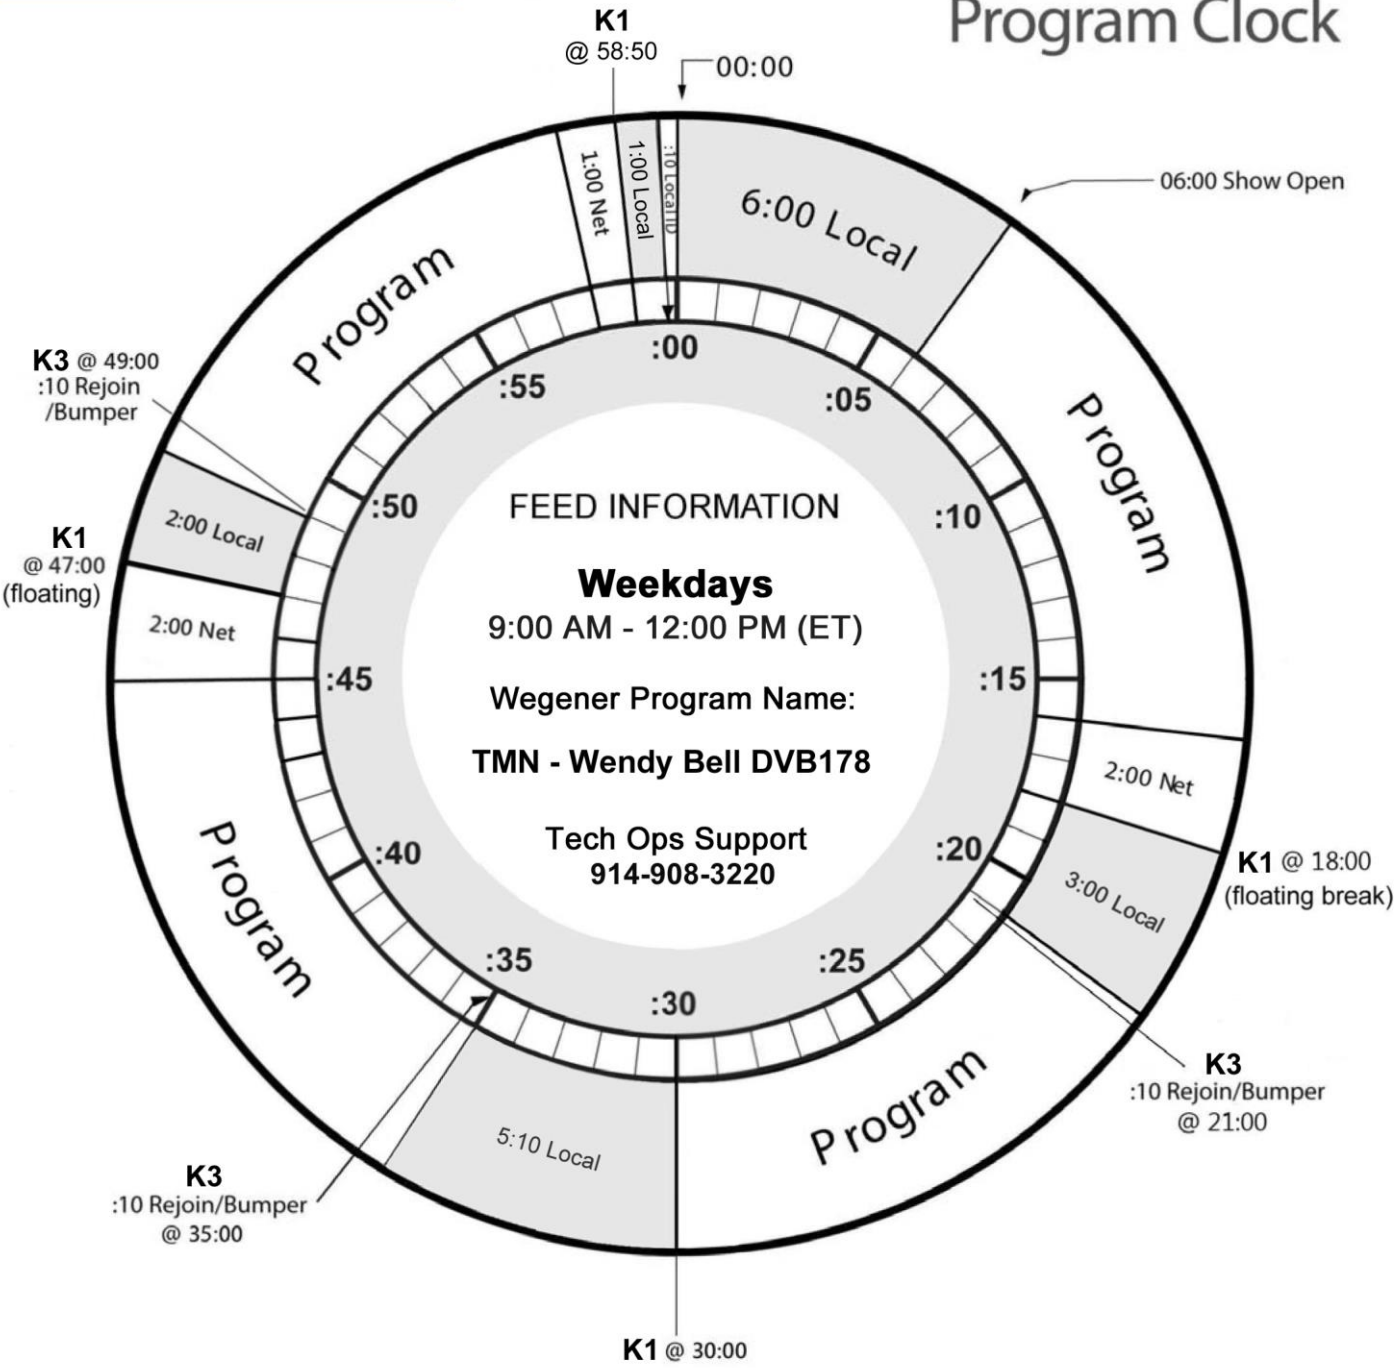 Program Clock
K1
@ 58:50
00:00
06:00 Show Open
1:00 Net
1:00 Local
:10 Local ID
6:00 Local
Program
Program
K3 @ 49:00
:10 Rejoin
/Bumper
2:00 Local
K1
@ 47:00
(floating)
2:00 Net
:00
:05
:10
:15
:20
:25
:30
:35
:40
:45
:50
:55
FEED INFORMATION
Weekdays
9:00 AM - 12:00 PM (ET)
Wegener Program Name:
TMN - Wendy Bell DVB178
Tech Ops Support
914-908-3220
2:00 Net
K1 @ 18:00
(floating break)
3:00 Local
K3
:10 Rejoin/Bumper
@ 21:00
Program
Program
5:10 Local
K3
:10 Rejoin/Bumper
@ 35:00
K1 @ 30:00